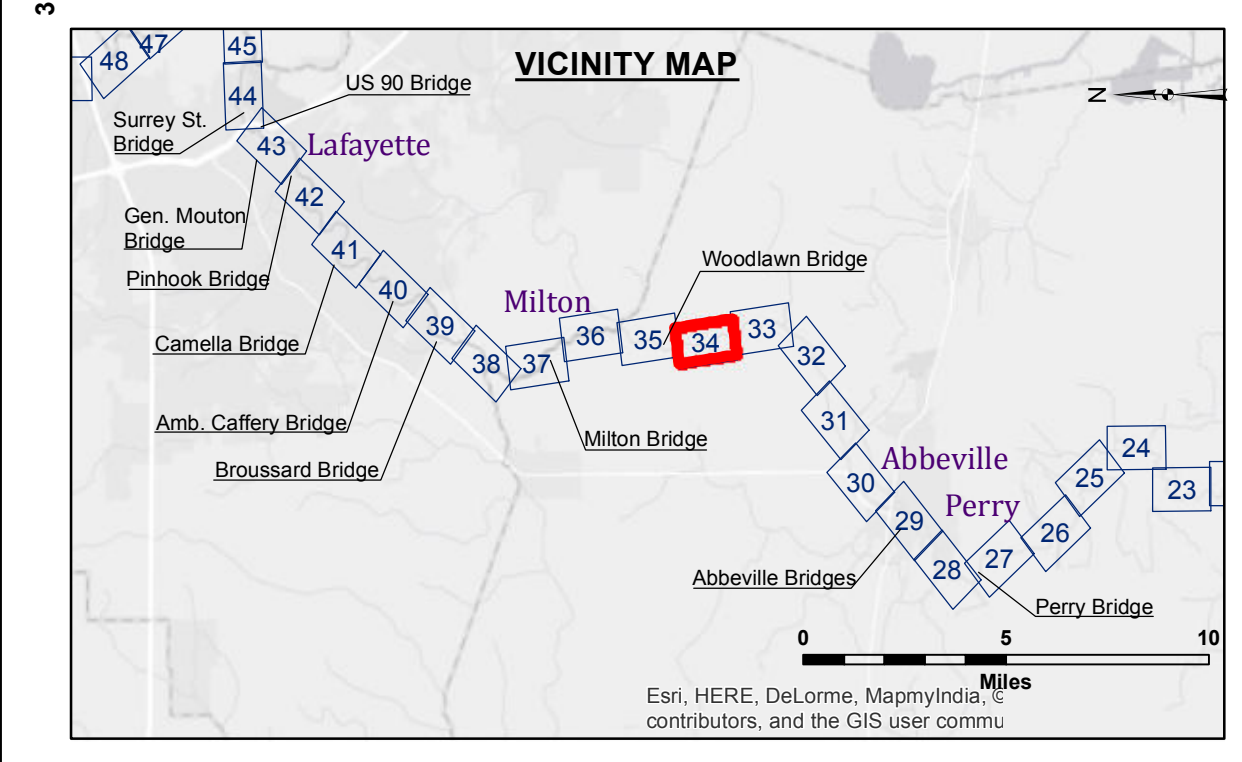 3
VICINITY MAP
N
48
47
45
44
US 90 Bridge
Surrey St.
Bridge
43
Lafayette
42
Gen. Mouton
Bridge
41
Pinhook Bridge
40
Woodlawn Bridge
Milton
39
36
35
34
33
Camella Bridge
38
37
32
Amb. Caffery Bridge
Milton Bridge
31
Broussard Bridge
Abbeville
24
30
25
23
Perry
29
26
28
27
Abbeville Bridges
Perry Bridge
0 5 10
Miles
Esri, HERE, DeLorme, MapmyIndia, ©
contributors, and the GIS user commu